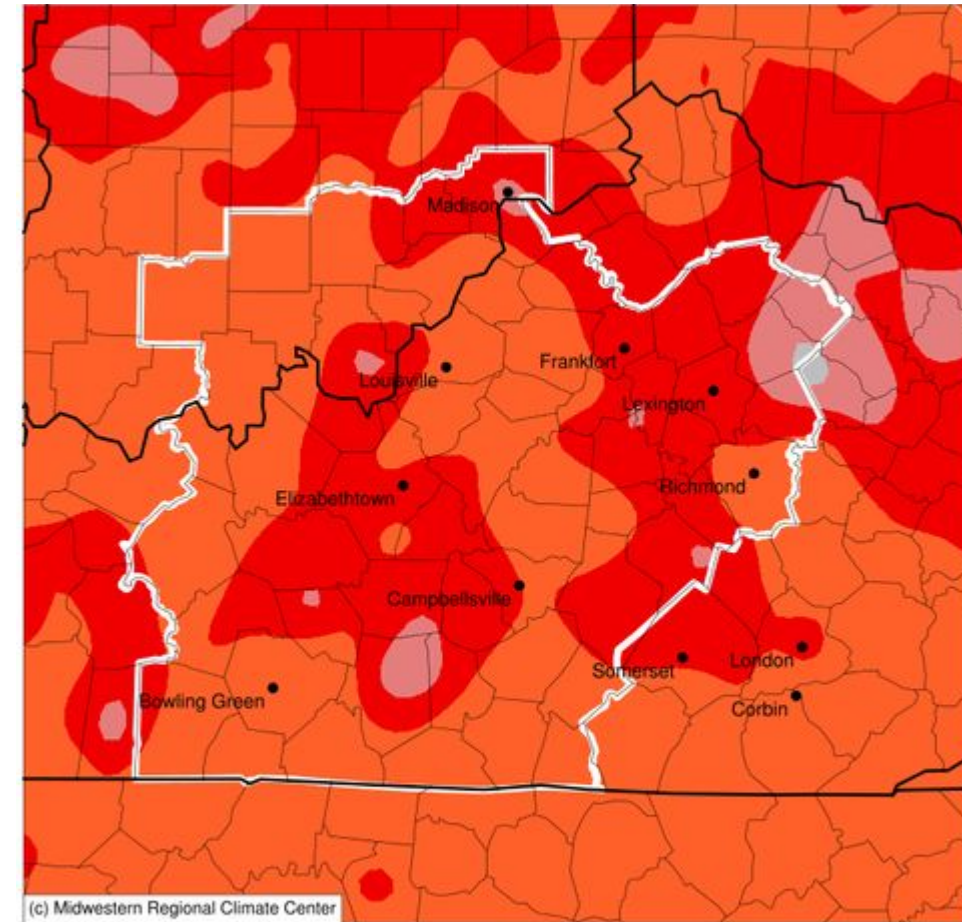 Madison
Frankfort
Louisville
Lexington
Richmond
Elizabethtown
Campbellsville
London
Somerset
Bowling Green
Corbin
(c) Midwestern Regional Climate Center